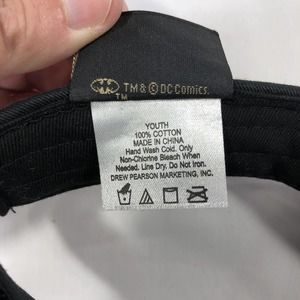 TM & © DC Comics.
TM
YOUTH
100% COTTON
MADE IN CHINA
Hand Wash Cold. Only
Non-Chlorine Bleach When
Needed. Line Dry. Do Not Iron.
DREW PEARSON MARKETING, INC.